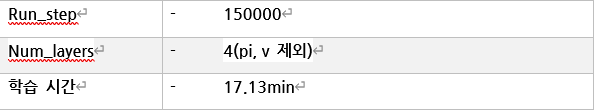 Run_step - 150000
Num_layers - 4(pi, v 제외)
학습 시간 - 17.13min